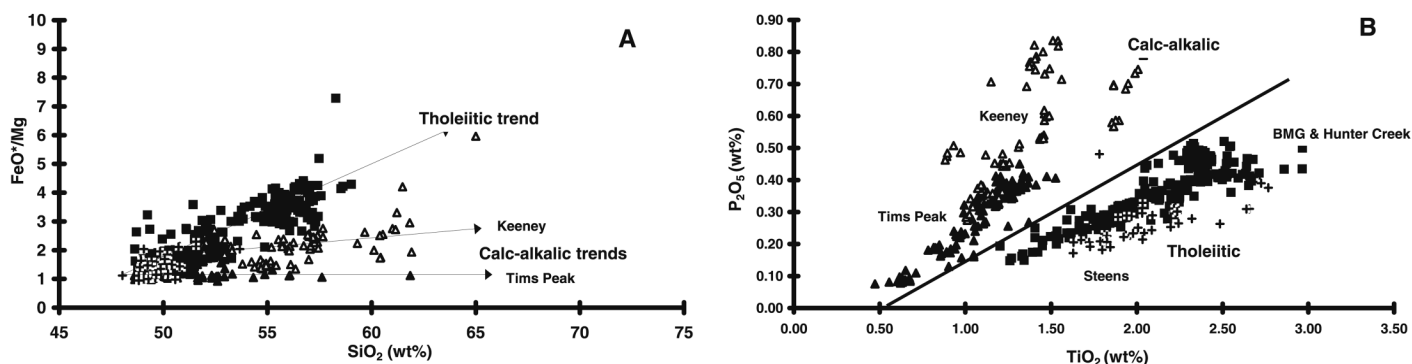 A
10
9
8
7
6
5
4
3
2
1
0
FeO*/Mg
Tholeiitic trend
Keeney
Calc-alkalic trends
Tims Peak
45
50
55
60
65
70
75
SiO2 (wt%)
B
0.90
0.80
0.70
0.60
0.50
0.40
0.30
0.20
0.10
0.00
P2O5 (wt%)
Calc-alkalic
Keeney
BMG & Hunter Creek
Tims Peak
Tholeiitic
Steens
0.00
0.50
1.00
1.50
2.00
2.50
3.00
3.50
TiO2 (wt%)